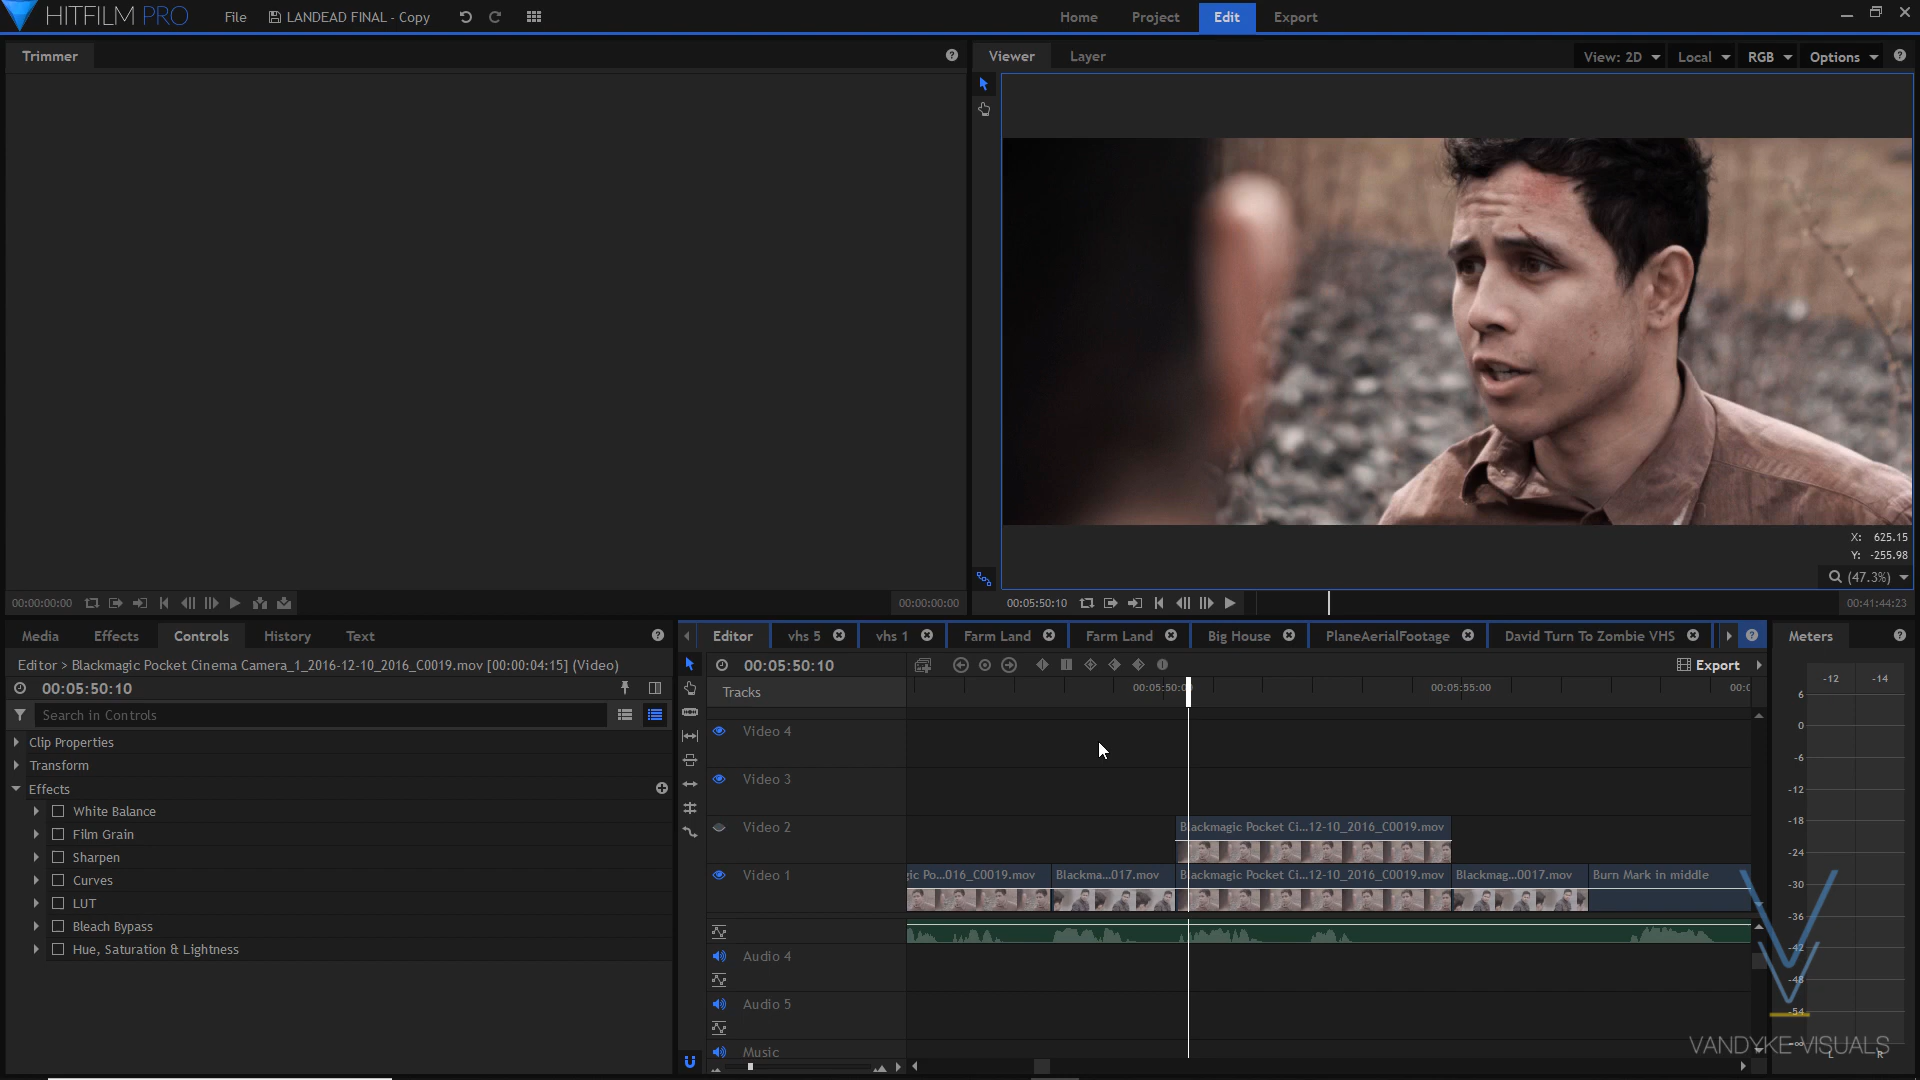 HITFILM PRO
File
LANDEAD FINAL - Copy
Home
Project
Edit
Export
Trimmer
Viewer
Layer
View: 2D
Local
RGB
Options
X: 625.15
Y: -255.98
(47.3%)
00:00:00:00
00:00:00:00
00:05:50:10
00:41:44:23
Media
Effects
Controls
History
Text
Editor > Blackmagic Pocket Cinema Camera_1_2016-12-10_2016_C0019.mov [00:00:04:15] (Video)
00:05:50:10
Search in Controls
Clip Properties
Transform
Effects
White Balance
Film Grain
Sharpen
Curves
LUT
Bleach Bypass
Hue, Saturation & Lightness
Editor
vhs 5
vhs 1
Farm Land
Farm Land
Big House
PlaneAerialFootage
David Turn To Zombie VHS
00:05:50:10
Export
Tracks
00:05:50:0
00:05:55:00
Video 4
Video 3
Video 2
Blackmagic Pocket Ci...12-10_2016_C0019.mov
Video 1
gic Po...016_C0019.mov
Blackma...017.mov
Blackmagic Pocket Ci...12-10_2016_C0019.mov
Blackmag...0017.mov
Burn Mark in middle
Audio 4
Audio 5
Music
Meters
-12
-14
6
0
-6
-12
-18
-24
-30
-36
-42
-48
-54
-∞
L
R
VANDYKE VISUALS